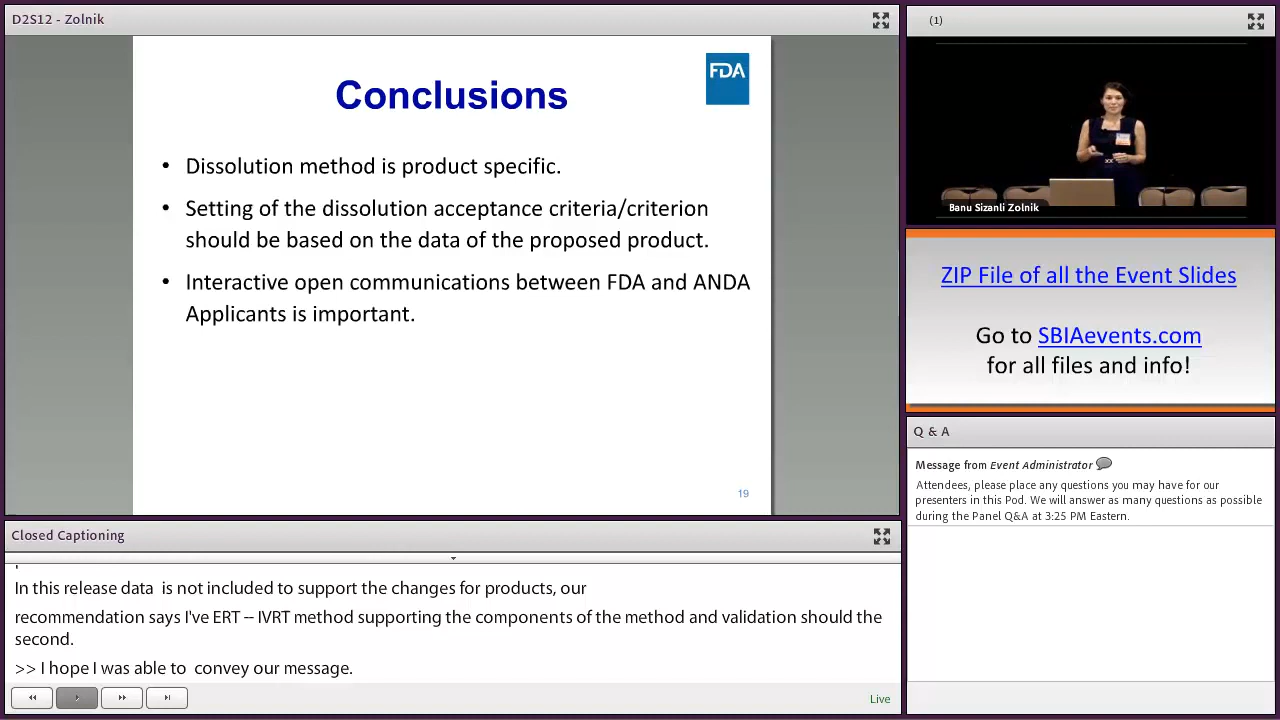 D2S12 - Zolnik
FDA
Conclusions
• Dissolution method is product specific.
• Setting of the dissolution acceptance criteria/criterion
should be based on the data of the proposed product.
• Interactive open communications between FDA and ANDA
Applicants is important.
19
Closed Captioning
In this release data is not included to support the changes for products, our
recommendation says I've ERT -- IVRT method supporting the components of the method and validation should the
second.
>> I hope I was able to convey our message.
Live
(1)
Banu Sizanli Zolnik
ZIP File of all the Event Slides
Go to SBIAevents.com
for all files and info!
Q & A
Message from Event Administrator
Attendees, please place any questions you may have for our
presenters in this Pod. We will answer as many questions as possible
during the Panel Q&A at 3:25 PM Eastern.